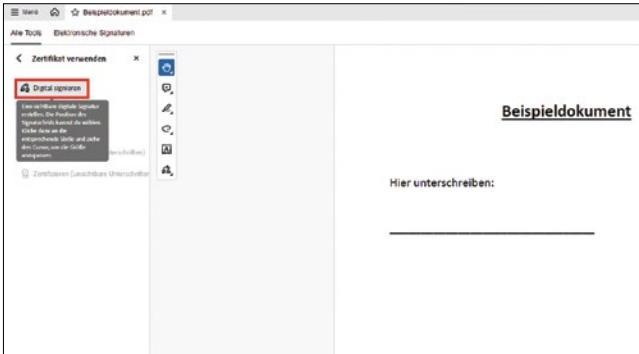 Menü
Beispieldokument.pdf
Alle Tools Elektronische Signaturen
Zertifikat verwenden
Digital signieren
Eine sichtbare digitale Signatur
erstellen. Die Position des
Signaturfelds kannst du wählen.
Klicke dazu an die
entsprechende Stelle und ziehe
den Cursor, um die Größe
anzupassen.
Zertifizieren (unsichtbare Unterschriften
Beispieldokument
Hier unterschreiben: